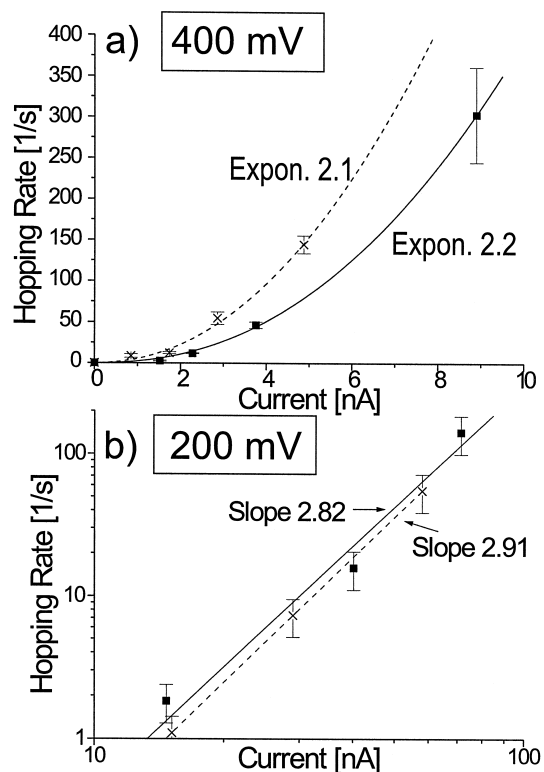 a) 400 mV
400
350
300
250
200
150
100
50
0
Hopping Rate [1/s]
Expon. 2.1
Expon. 2.2
0 2 4 6 8 10
Current [nA]
b) 200 mV
100
10
1
Hopping Rate [1/s]
Slope 2.82
Slope 2.91
10 100
Current [nA]